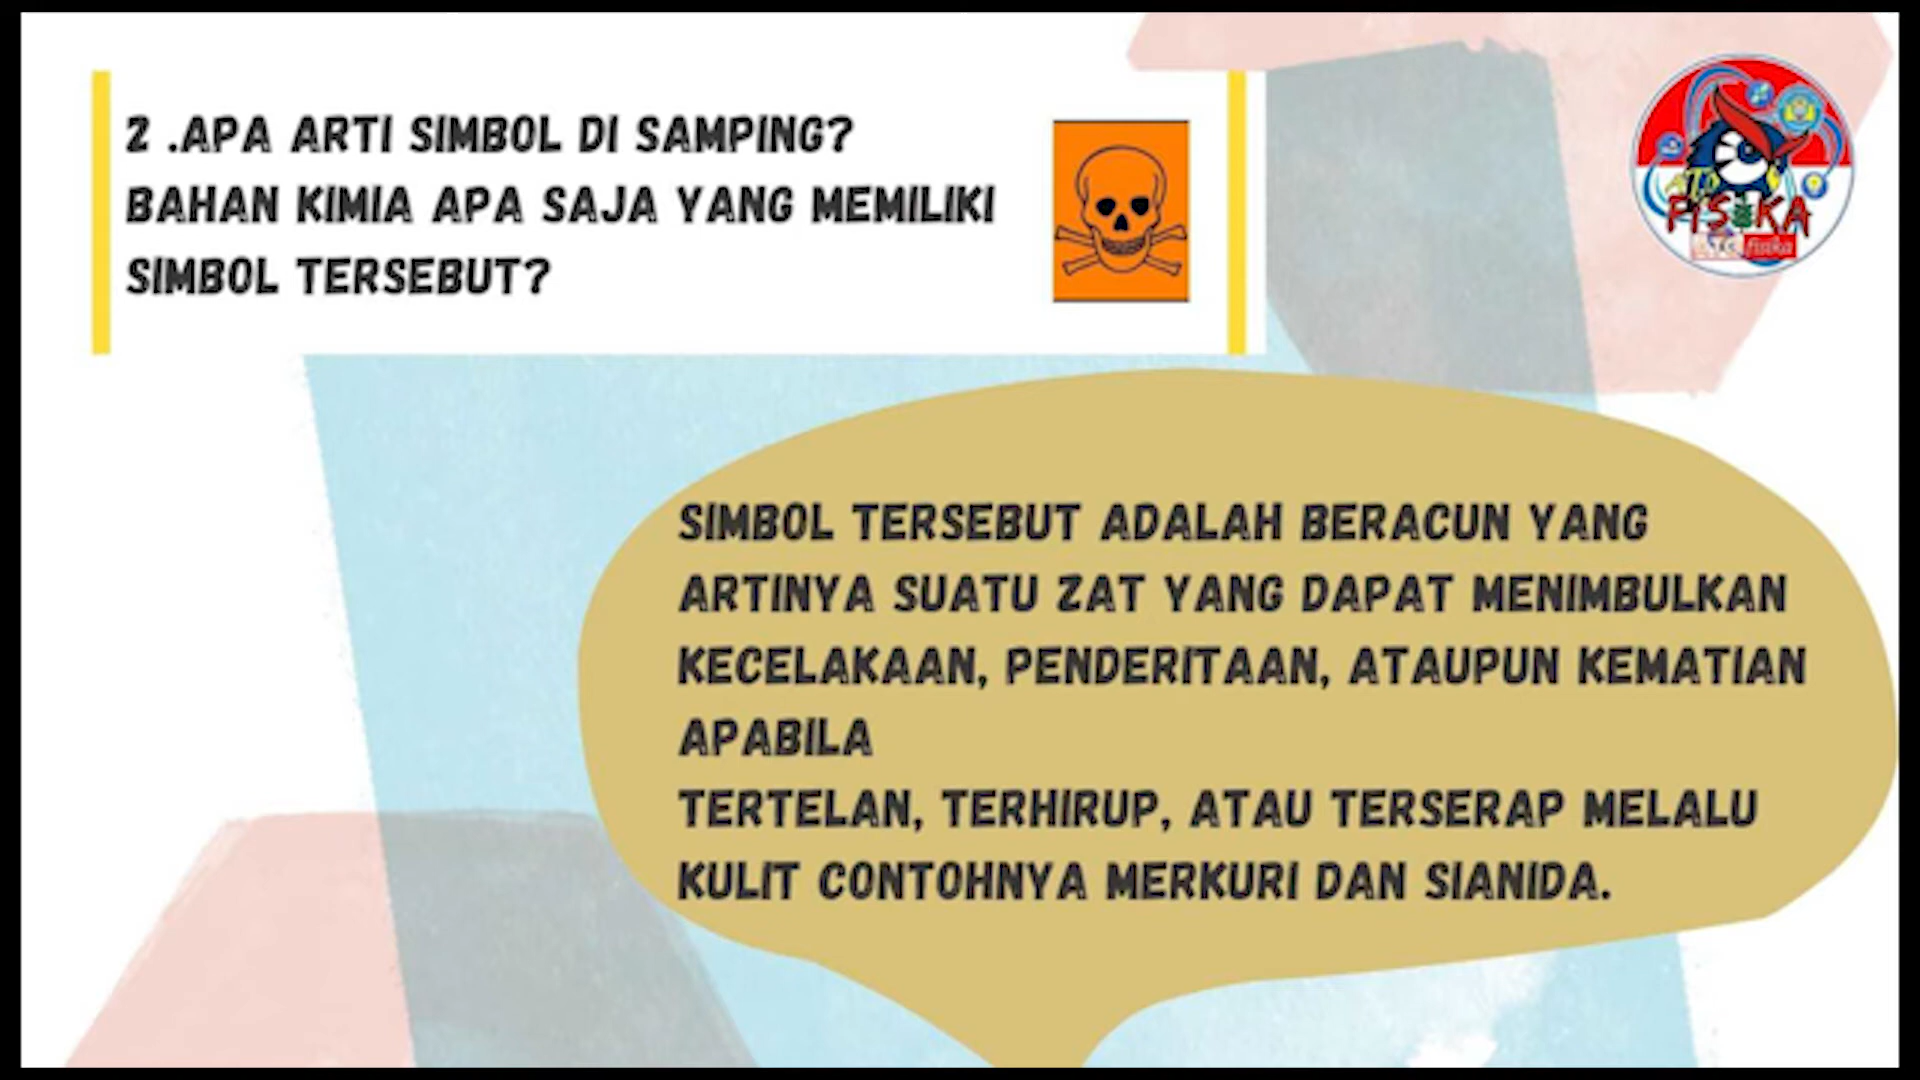 2 .APA ARTI SIMBOL DI SAMPING?
BAHAN KIMIA APA SAJA YANG MEMILIKI
SIMBOL TERSEBUT?
ATO
FISIKA
fisika
SIMBOL TERSEBUT ADALAH BERACUN YANG
ARTINYA SUATU ZAT YANG DAPAT MENIMBULKAN
KECELAKAAN, PENDERITAAN, ATAUPUN KEMATIAN
APABILA
TERTELAN, TERHIRUP, ATAU TERSERAP MELALU
KULIT CONTOHNYA MERKURI DAN SIANIDA.